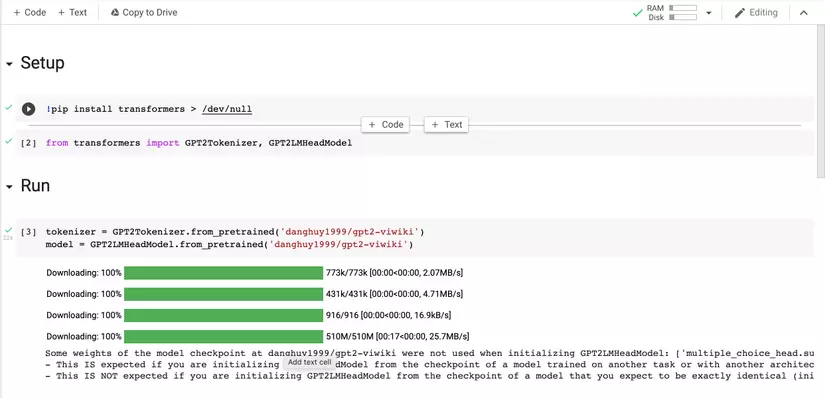 + Code + Text Copy to Drive RAM Disk Editing
Setup
!pip install transformers > /dev/null
+ Code + Text
[2] from transformers import GPT2Tokenizer, GPT2LMHeadModel
Run
[3] tokenizer = GPT2Tokenizer.from_pretrained('danghuy1999/gpt2-viwiki')
22s model = GPT2LMHeadModel.from_pretrained('danghuy1999/gpt2-viwiki')
Downloading: 100% 773k/773k [00:00<00:00, 2.07MB/s]
Downloading: 100% 431k/431k [00:00<00:00, 4.71MB/s]
Downloading: 100% 916/916 [00:00<00:00, 16.9kB/s]
Downloading: 100% 510M/510M [00:17<00:00, 25.7MB/s]
Some weights of the model checkpoint at danghuy1999/gpt2-viwiki were not used when initializing GPT2LMHeadModel: ['multiple_choice_head.su
Add text cell
- This IS expected if you are initializing dModel from the checkpoint of a model trained on another task or with another architec
- This IS NOT expected if you are initializing GPT2LMHeadModel from the checkpoint of a model that you expect to be exactly identical (ini